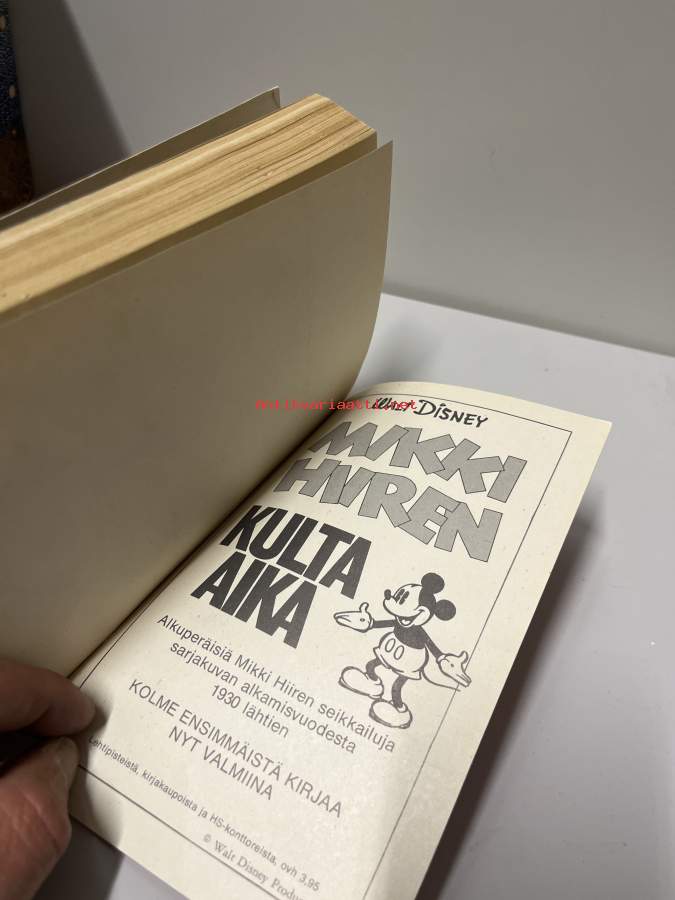 Antikvariaatti.net
Walt Disney
MIKKI
HIIREN
KULTA
AIKA
Alkuperäisiä Mikki Hiiren seikkailuja
sarjakuvan alkamisvuodesta
1930 lähtien
KOLME ENSIMMÄISTÄ KIRJAA
NYT VALMIINA
Lehtipisteistä, kirjakaupoista ja HS-konttoreista, ovh 3,95
© Walt Disney